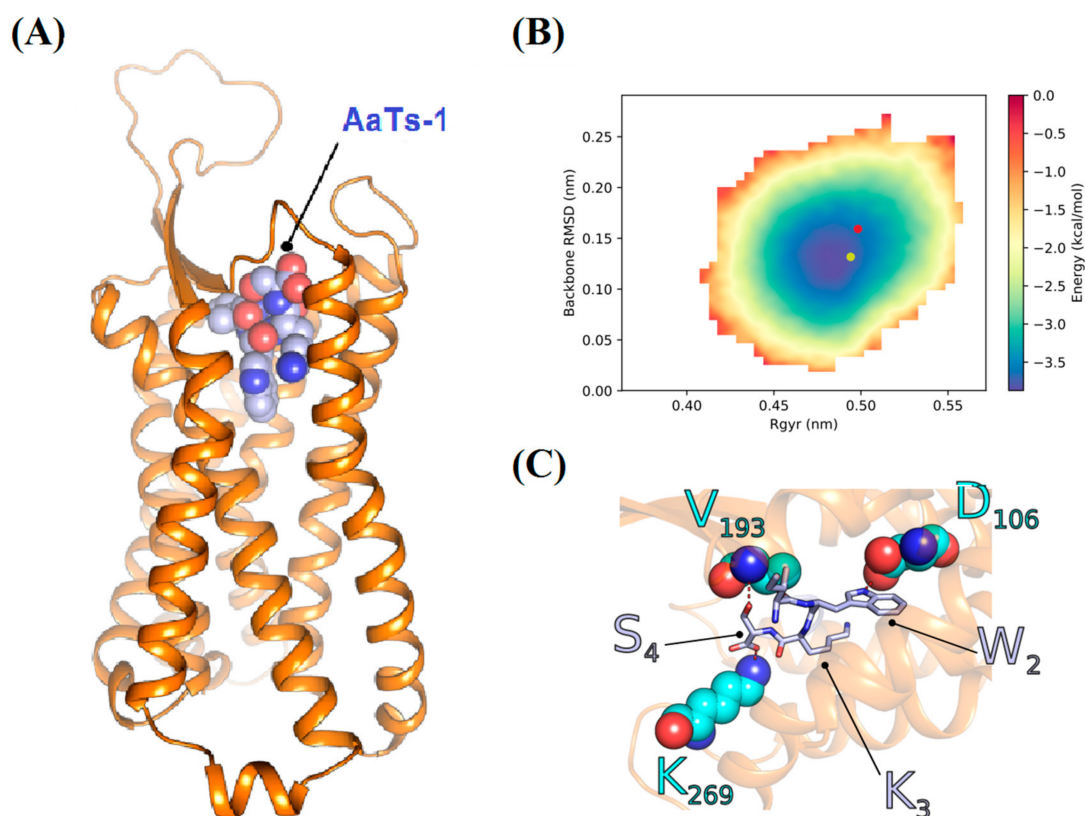 (A)
AaTs-1
(B)
Backbone RMSD (nm)
0.25
0.20
0.15
0.10
0.05
0.00
0.40 0.45 0.50 0.55
Rgyr (nm)
0.0
−0.5
−1.0
−1.5
−2.0
−2.5
−3.0
−3.5
Energy (kcal/mol)
(C)
V193
D106
S4
W2
K269
K3